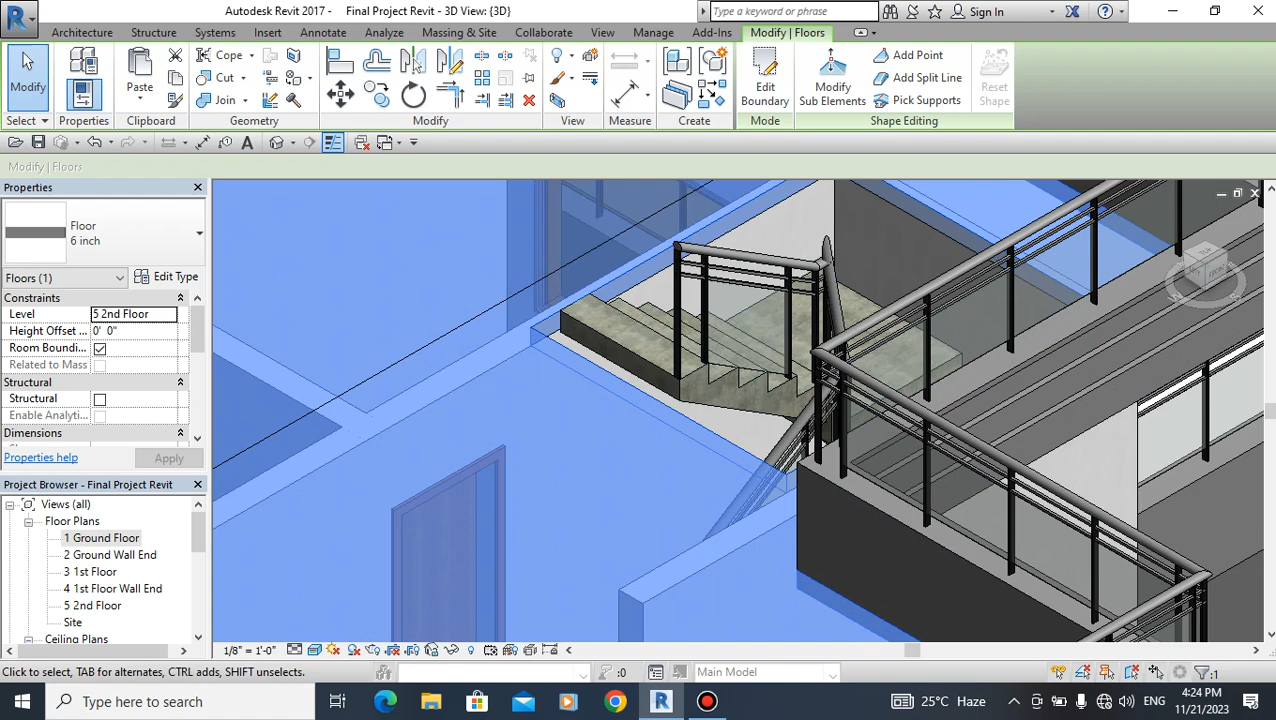 Autodesk Revit 2017 - Final Project Revit - 3D View: {3D}
Type a keyword or phrase
Sign In
Architecture Structure Systems Insert Annotate Analyze Massing & Site Collaborate View Manage Add-Ins Modify | Floors
Modify
Paste
Cope
Cut
Join
Edit
Boundary
Modify
Sub Elements
Add Point
Add Split Line
Pick Supports
Reset
Shape
Select Properties Clipboard Geometry Modify View Measure Create Mode Shape Editing
Modify | Floors
Properties
Floor
6 inch
Floors (1)
Edit Type
Constraints
Level 5 2nd Floor
Height Offset ... 0' 0"
Room Boundi...
Related to Mass
Structural
Structural
Enable Analyti...
Dimensions
Properties help
Apply
Project Browser - Final Project Revit
Views (all)
Floor Plans
1 Ground Floor
2 Ground Wall End
3 1st Floor
4 1st Floor Wall End
5 2nd Floor
Site
Ceiling Plans
1/8" = 1'-0"
Click to select, TAB for alternates, CTRL adds, SHIFT unselects.
:0
Main Model
:1
Type here to search
25°C Haze
ENG
4:24 PM
11/21/2023